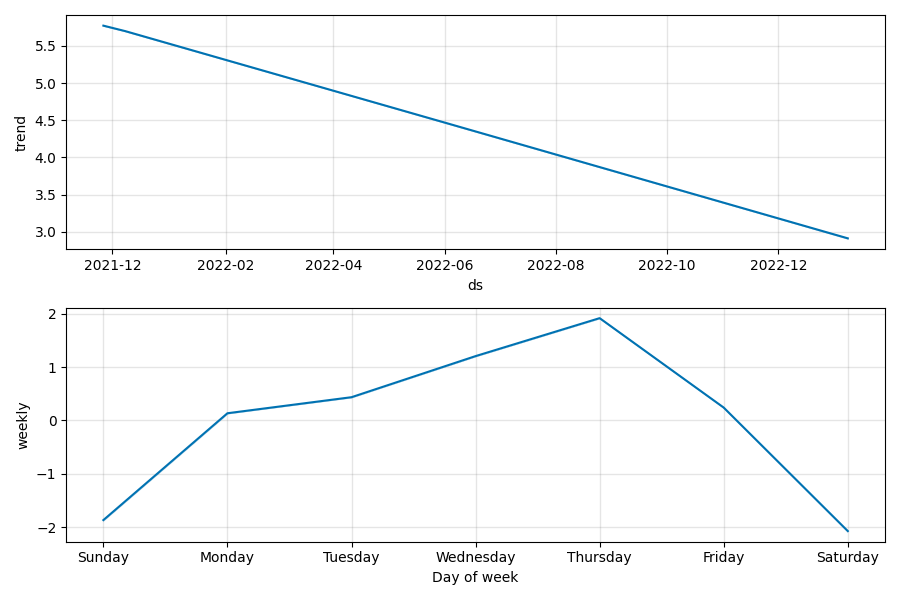 5.5
5.0
4.5
4.0
3.5
3.0
trend
2021-12 2022-02 2022-04 2022-06 2022-08 2022-10 2022-12
ds
2
1
0
−1
−2
weekly
Sunday Monday Tuesday Wednesday Thursday Friday Saturday
Day of week